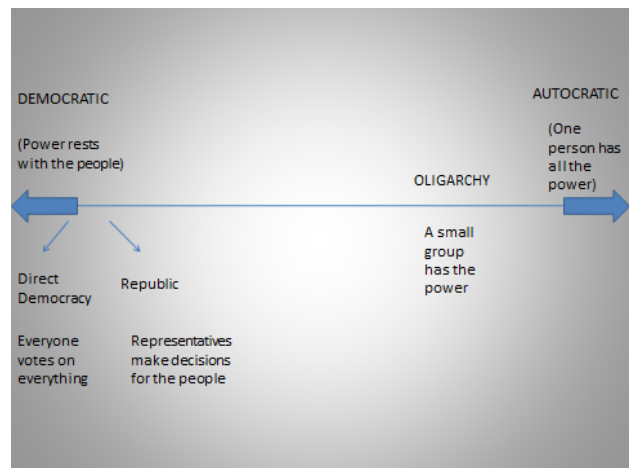 DEMOCRATIC
(Power rests
with the people)
AUTOCRATIC
(One
person has
all the
power)
OLIGARCHY
A small
group
has the
power
Direct
Democracy
Republic
Everyone
votes on
everything
Representatives
make decisions
for the people